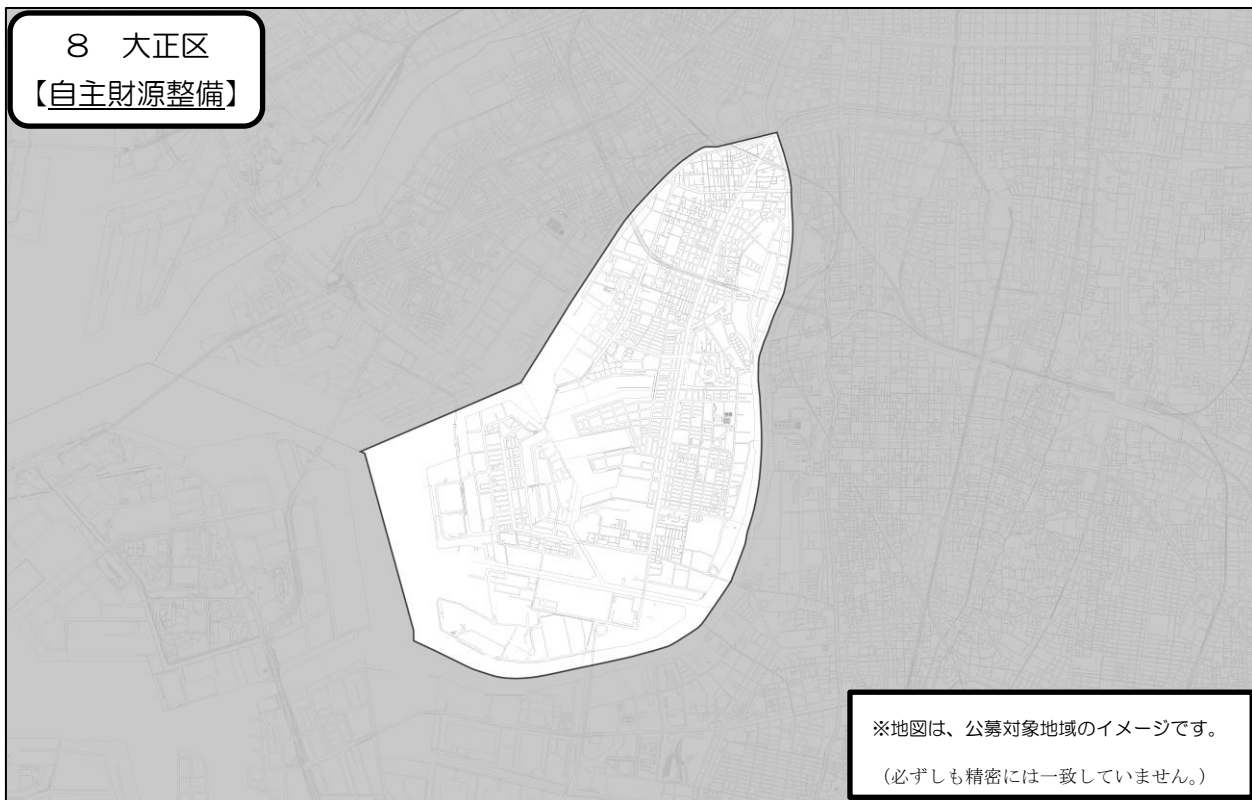 ８　大正区
【自主財源整備】
※地図は、公募対象地域のイメージです。
（必ずしも精密には一致していません。）